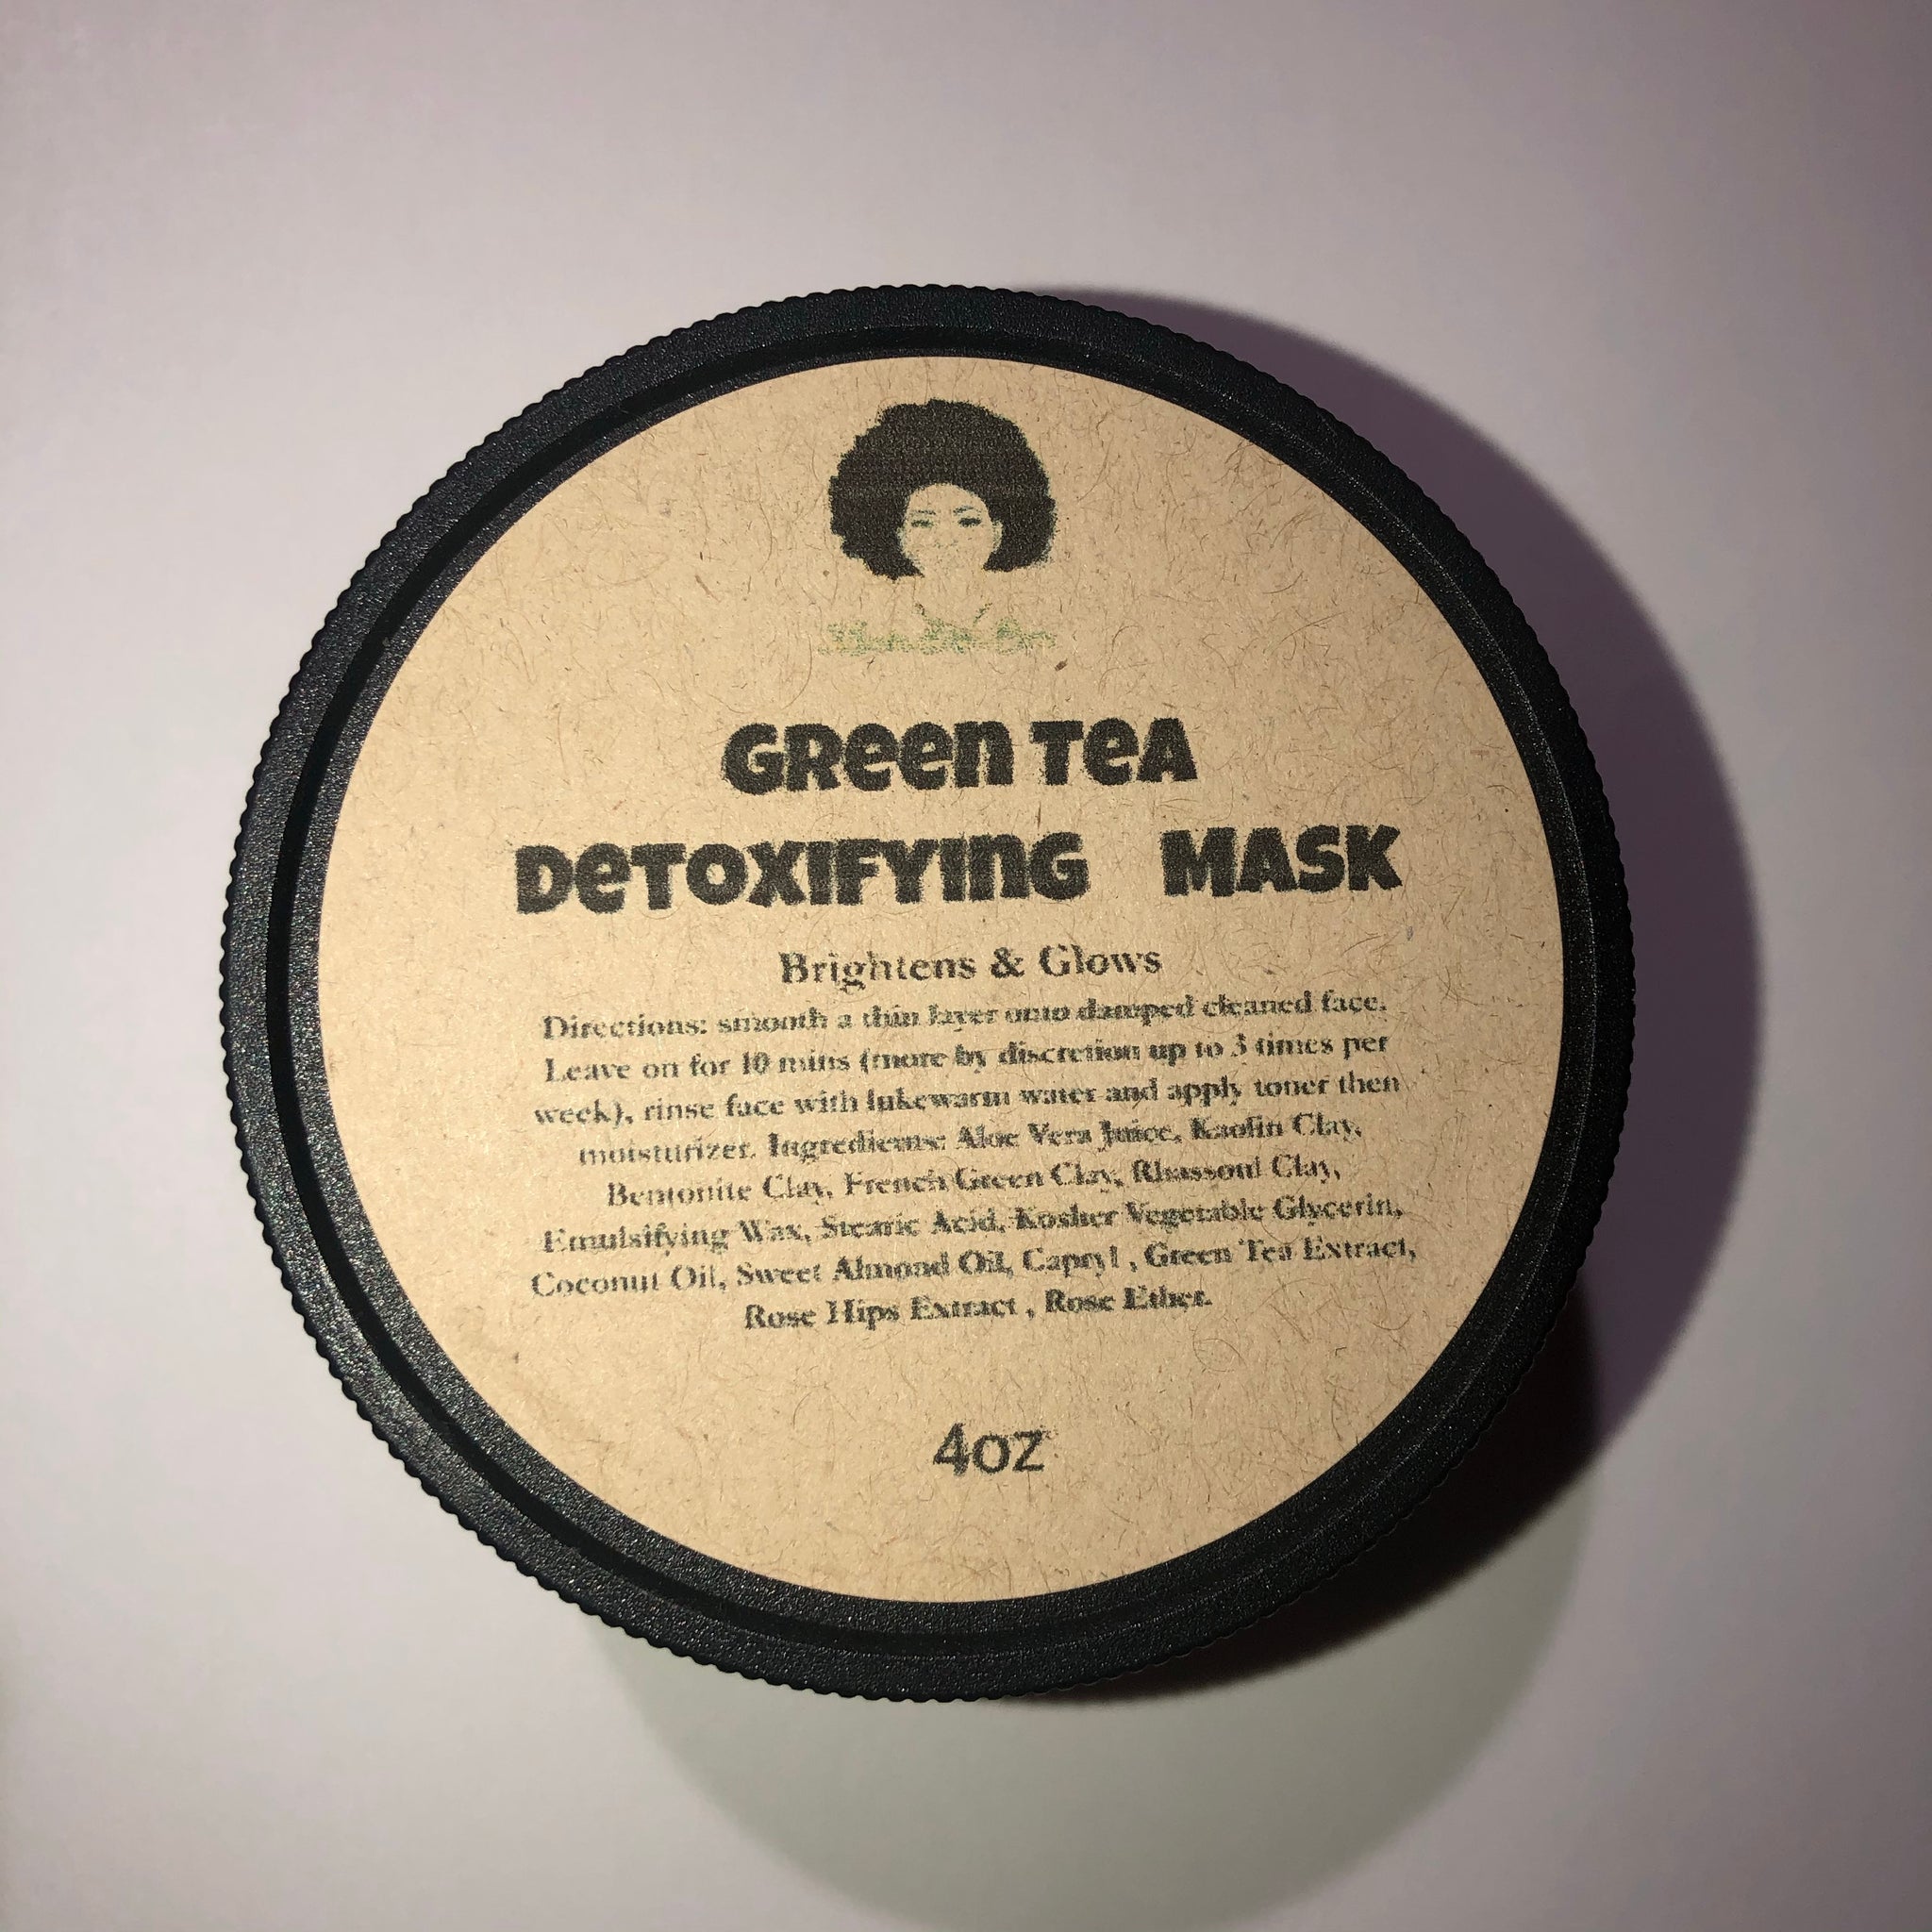 GReen TeA
DeTOXIFYInG MASK
Brightens & Glows
Directions: smooth a thin layer onto damped cleaned face.
Leave on for 10 mins (more by discretion up to 3 times per
week), rinse face with lukewarm water and apply toner then
moisturizer. Ingredients: Aloe Vera Juice, Kaolin Clay,
Bentonite Clay, French Green Clay, Rhassoul Clay,
Emulsifying Wax, Stearic Acid, Kosher Vegetable Glycerin,
Coconut Oil, Sweet Almond Oil, Capryl , Green Tea Extract,
Rose Hips Extract , Rose Ether.
4oz